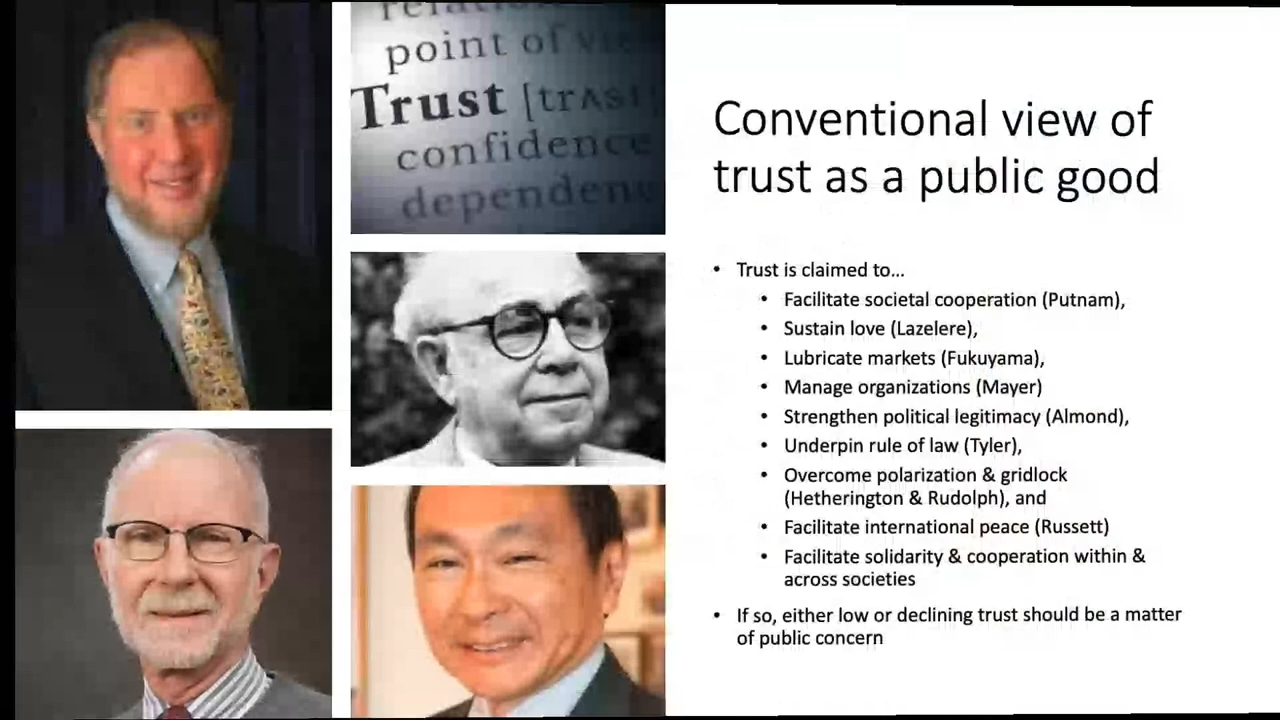 point of
Trust [trʌst
confidence
dependen
Conventional view of
trust as a public good
• Trust is claimed to...
• Facilitate societal cooperation (Putnam),
• Sustain love (Lazelere),
• Lubricate markets (Fukuyama),
• Manage organizations (Mayer)
• Strengthen political legitimacy (Almond),
• Underpin rule of law (Tyler),
• Overcome polarization & gridlock
(Hetherington & Rudolph), and
• Facilitate international peace (Russett)
• Facilitate solidarity & cooperation within &
across societies
• If so, either low or declining trust should be a matter
of public concern